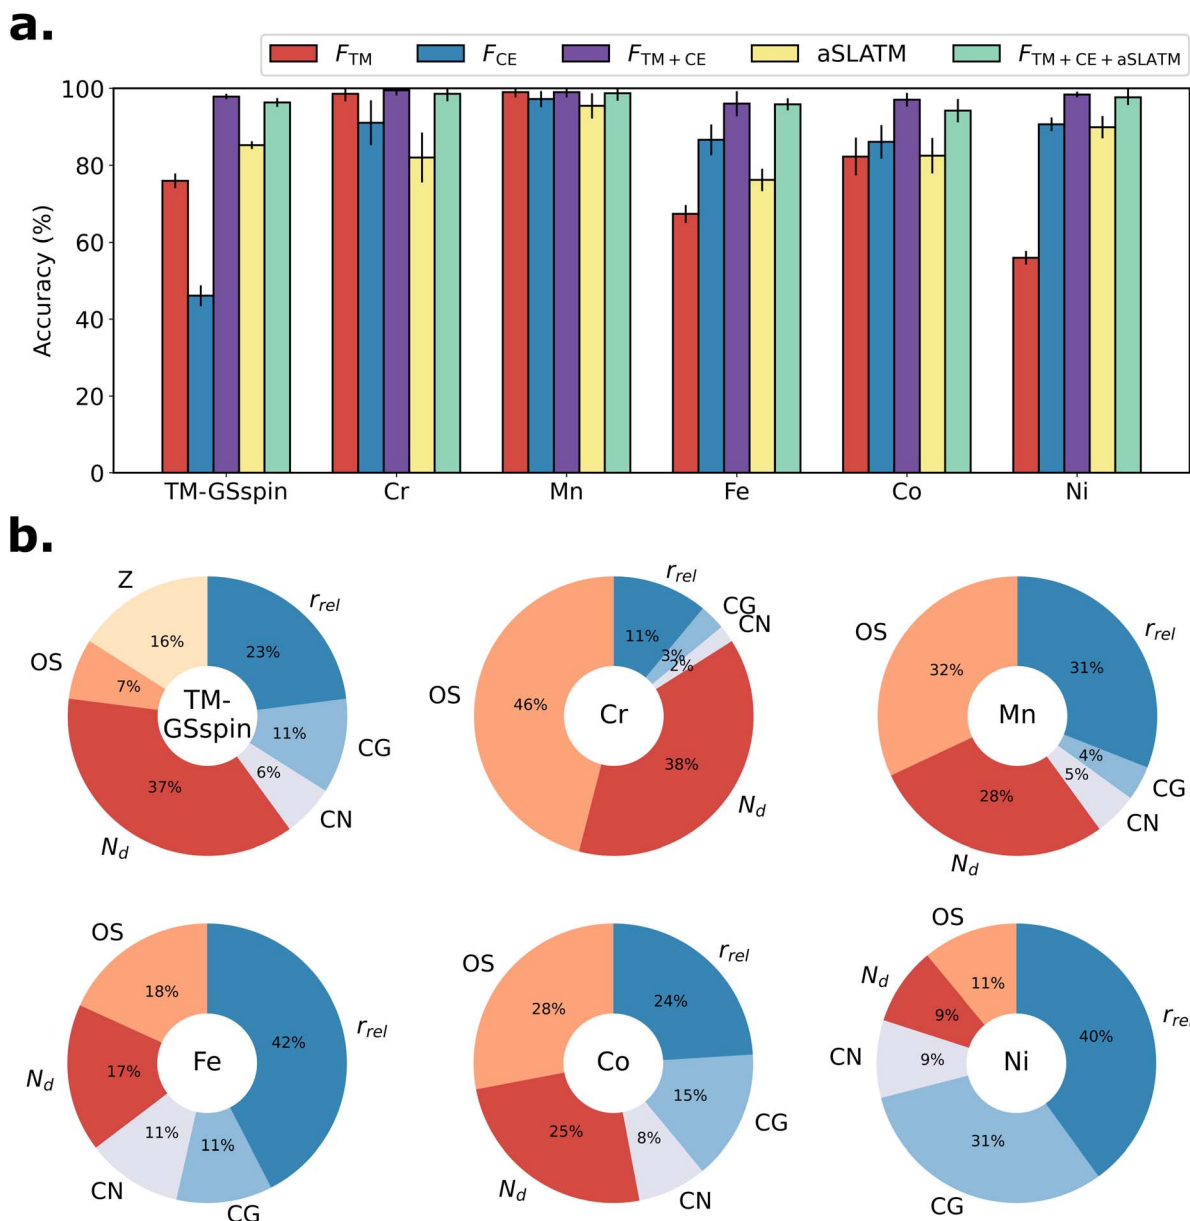 a.
F_TM F_CE F_TM+CE aSLATM F_TM+CE+aSLATM
Accuracy (%)
100
80
60
40
20
0
TM-GSspin Cr Mn Fe Co Ni
b.
TM-
GSspin
Z 16%
r_rel 23%
OS 7%
CG 11%
CN 6%
N_d 37%
Cr
r_rel 11%
CG 3%
CN 2%
OS 46%
N_d 38%
Mn
OS 32%
r_rel 31%
CG 4%
CN 5%
N_d 28%
Fe
OS 18%
r_rel 42%
N_d 17%
CN 11%
CG 11%
Co
OS 28%
r_rel 24%
CG 15%
CN 8%
N_d 25%
Ni
OS 11%
N_d 9%
r_rel 40%
CN 9%
CG 31%